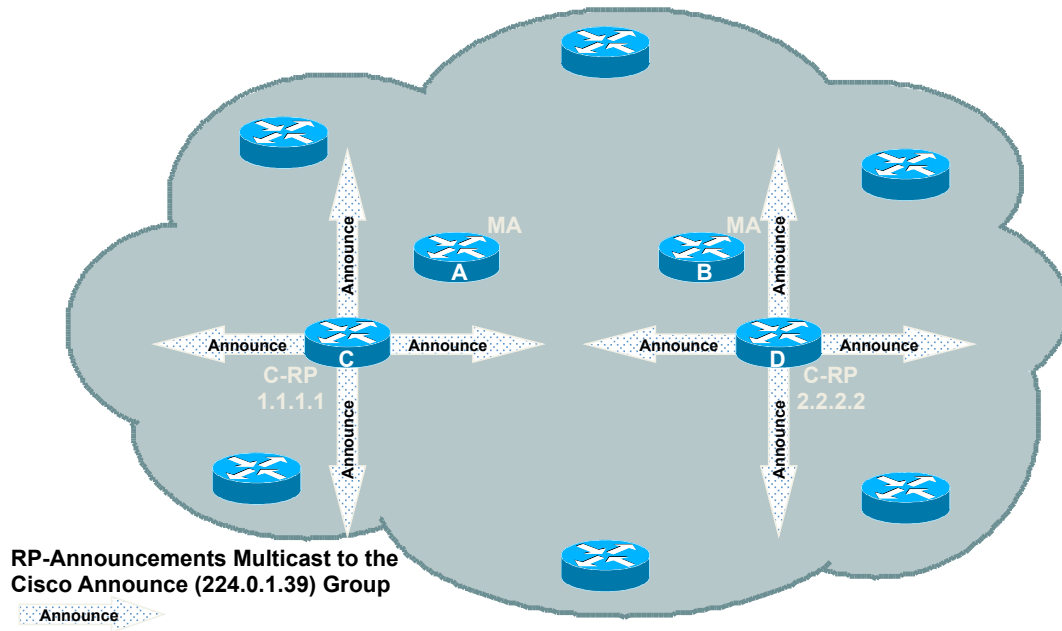 MA
MA
A
B
Announce
Announce
Announce
Announce
Announce
Announce
C
D
C-RP
1.1.1.1
C-RP
2.2.2.2
Announce
Announce
RP-Announcements Multicast to the
Cisco Announce (224.0.1.39) Group
Announce